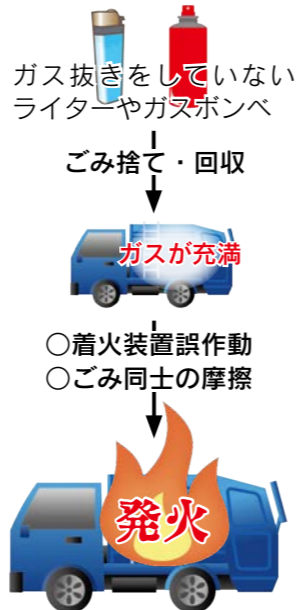 ガス抜きをしていない
ライターやガスボンベ
ごみ捨て・回収
ガスが充満
○着火装置誤作動
○ごみ同士の摩擦
発火